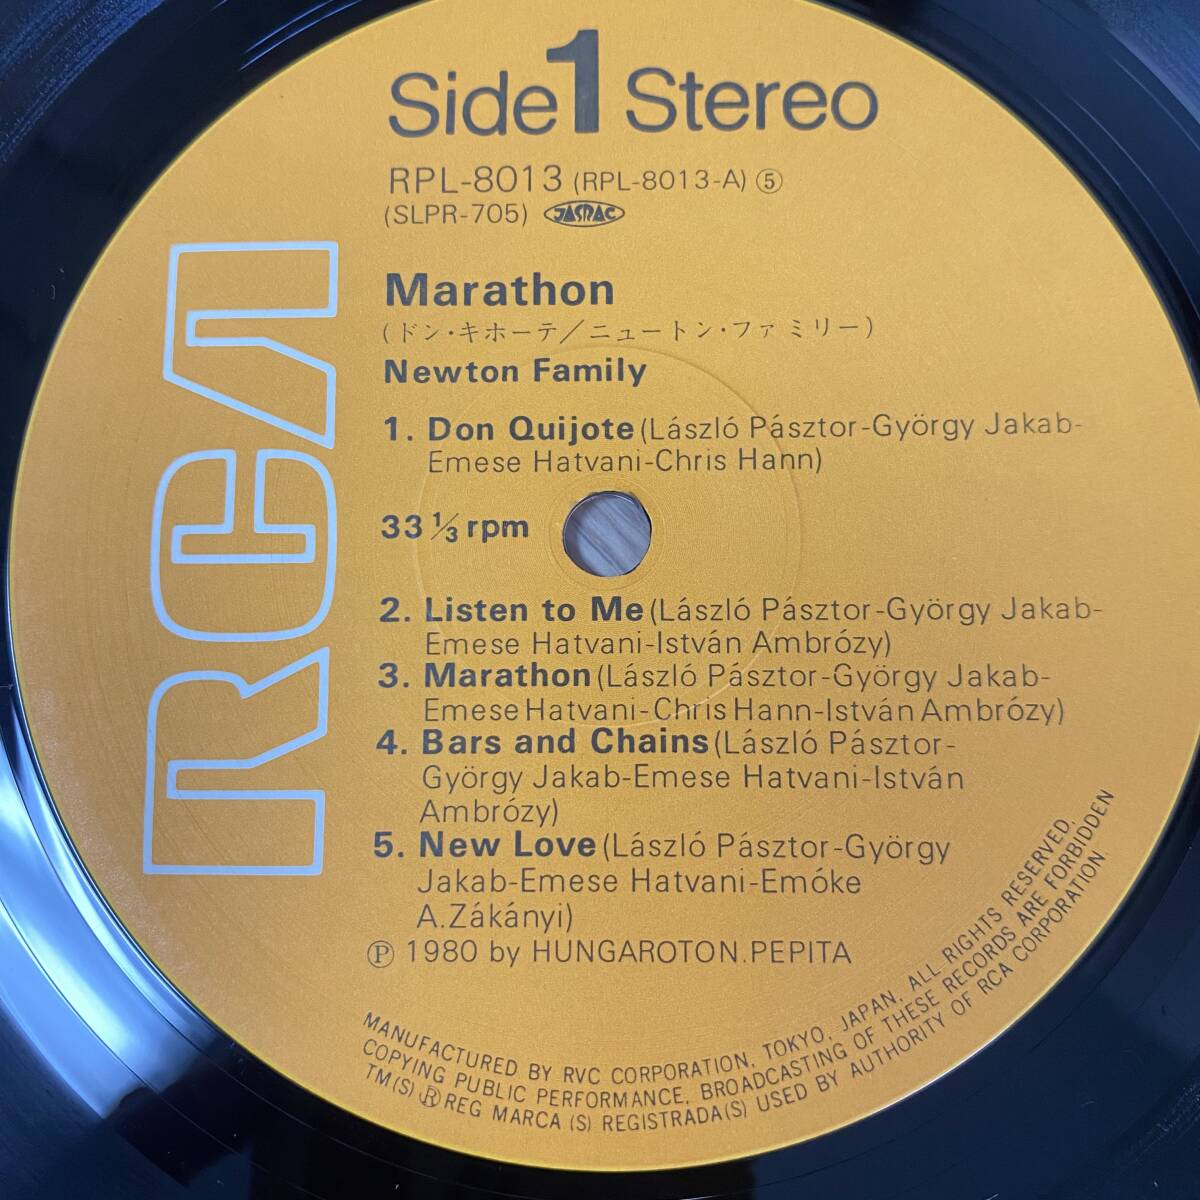 Side 1 Stereo
RPL-8013 (RPL-8013-A) ⑤
(SLPR-705) JASRAC
RCA
Marathon
(ドン・キホーテ/ニュートン・ファミリー)
Newton Family
1. Don Quijote (László Pásztor-György Jakab-
Emese Hatvani-Chris Hann)
33 1/3 rpm
2. Listen to Me (László Pásztor-György Jakab-
Emese Hatvani-István Ambrózy)
3. Marathon (László Pásztor-György Jakab-
Emese Hatvani-Chris Hann-István Ambrózy)
4. Bars and Chains (László Pásztor-
György Jakab-Emese Hatvani-István
Ambrózy)
5. New Love (László Pásztor-György
Jakab-Emese Hatvani-Emóke
A.Zákányi)
Ⓟ 1980 by HUNGAROTON.PEPITA
MANUFACTURED BY RVC CORPORATION, TOKYO, JAPAN, ALL RIGHTS RESERVED.
COPYING PUBLIC PERFORMANCE, BROADCASTING OF THESE RECORDS ARE FORBIDDEN
TM(S) ® REG MARCA (S) REGISTRADA(S) USED BY AUTHORITY OF RCA CORPORATION